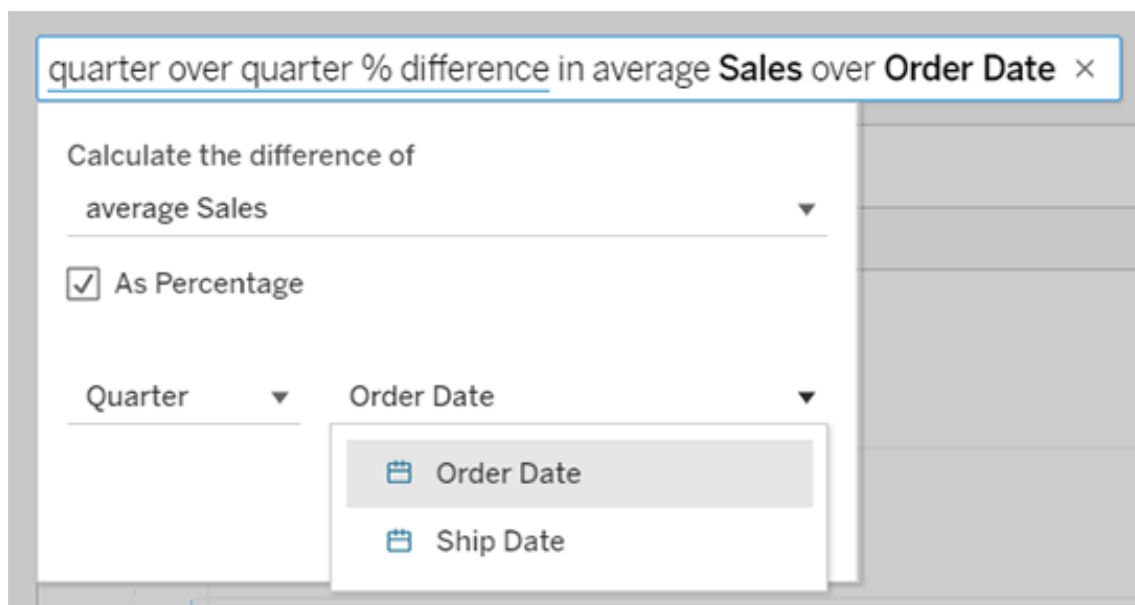 quarter over quarter % difference in average Sales over Order Date ×
Calculate the difference of
average Sales
As Percentage
Quarter Order Date
Order Date
Ship Date